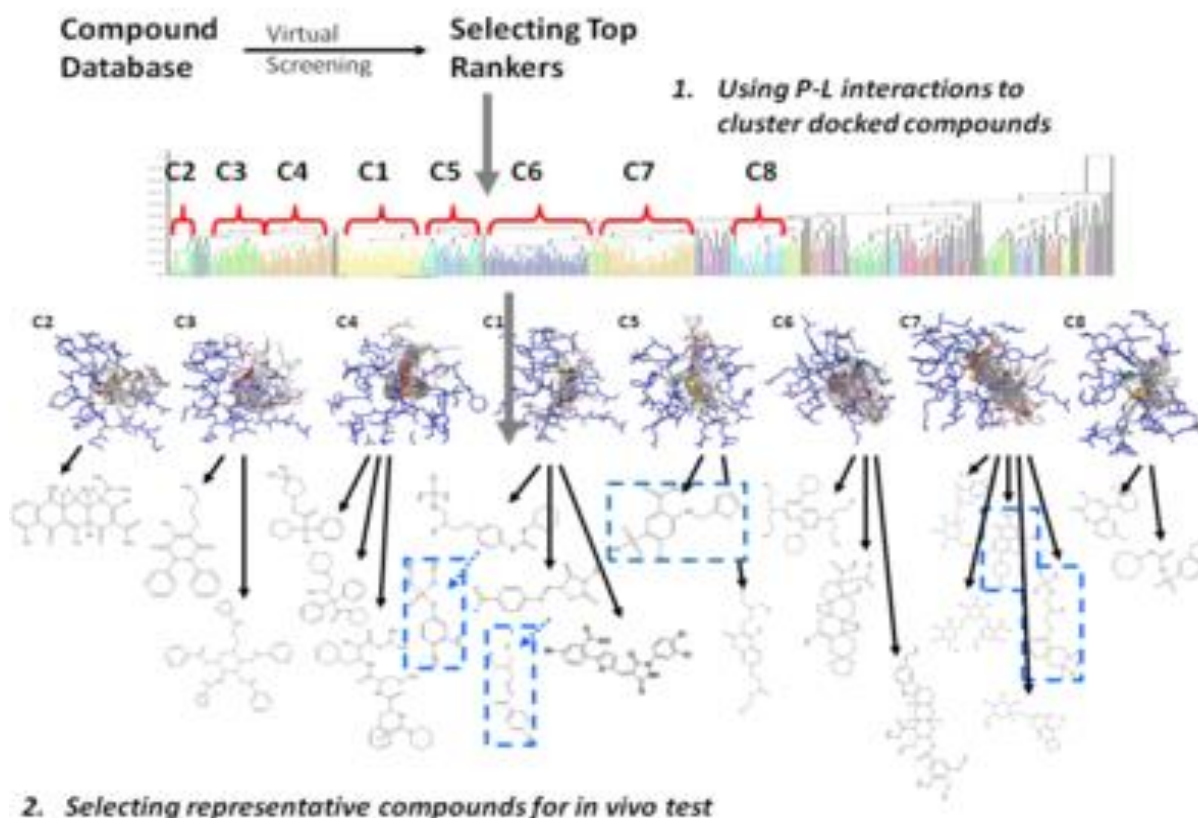 Compound
Database
Virtual
Screening
Selecting Top
Rankers
1. Using P-L interactions to
cluster docked compounds
C2 C3 C4 C1 C5 C6 C7 C8
C2 C3 C4 C1 C5 C6 C7 C8
2. Selecting representative compounds for in vivo test